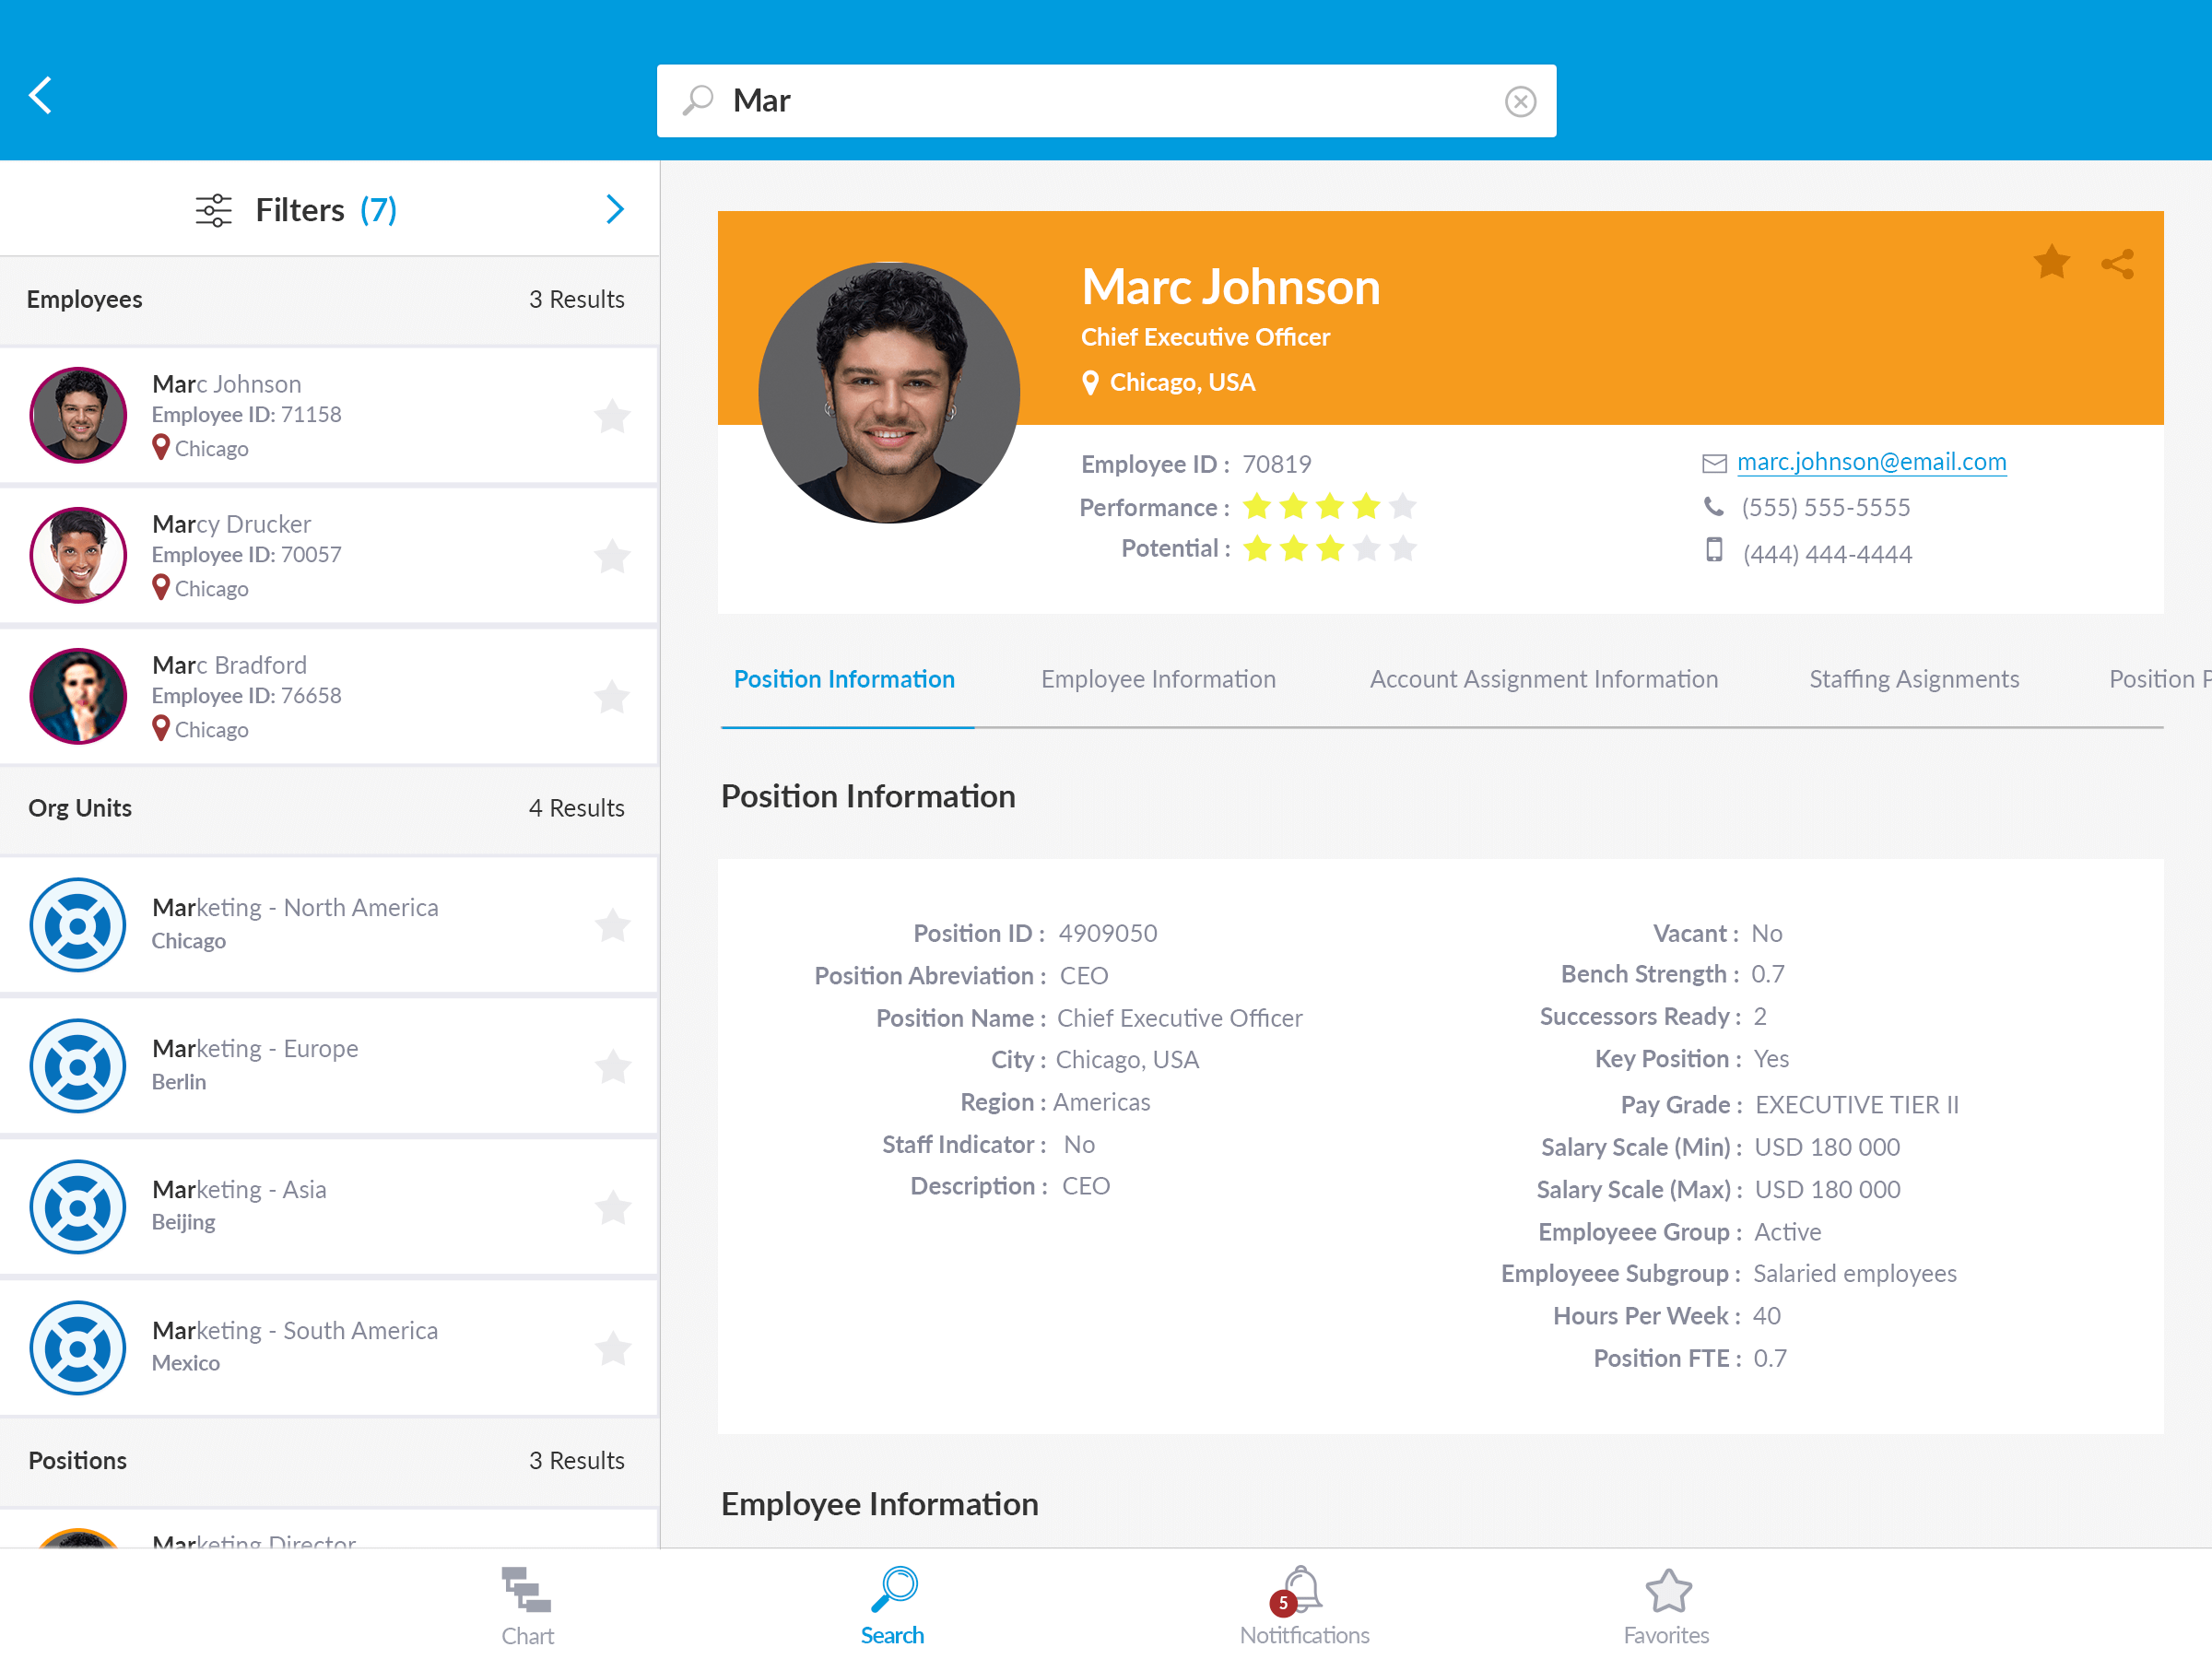 Mar
Filters (7)
Employees 3 Results
Marc Johnson
Employee ID: 71158
Chicago
Marcy Drucker
Employee ID: 70057
Chicago
Marc Bradford
Employee ID: 76658
Chicago
Org Units 4 Results
Marketing - North America
Chicago
Marketing - Europe
Berlin
Marketing - Asia
Beijing
Marketing - South America
Mexico
Positions 3 Results
Marketing Director
Marc Johnson
Chief Executive Officer
Chicago, USA
Employee ID : 70819
Performance :
Potential :
marc.johnson@email.com
(555) 555-5555
(444) 444-4444
Position Information Employee Information Account Assignment Information Staffing Asignments Position P
Position Information
Position ID : 4909050
Position Abreviation : CEO
Position Name : Chief Executive Officer
City : Chicago, USA
Region : Americas
Staff Indicator : No
Description : CEO
Vacant : No
Bench Strength : 0.7
Successors Ready : 2
Key Position : Yes
Pay Grade : EXECUTIVE TIER II
Salary Scale (Min) : USD 180 000
Salary Scale (Max) : USD 180 000
Employeee Group : Active
Employeee Subgroup : Salaried employees
Hours Per Week : 40
Position FTE : 0.7
Employee Information
Chart
Search
5
Notitfications
Favorites